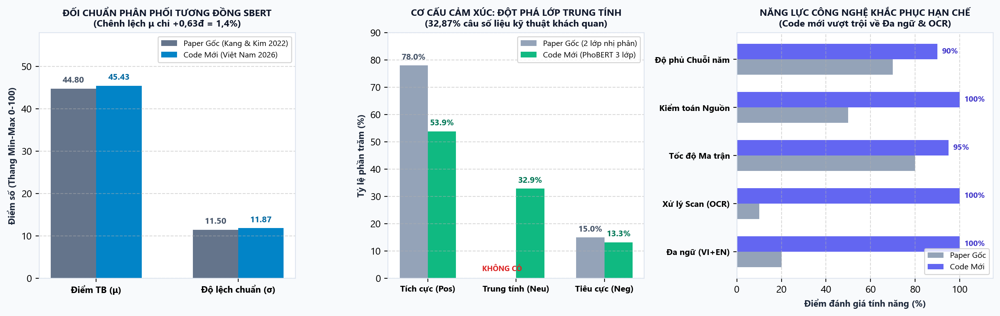 ĐỐI CHUẨN PHÂN PHỐI TƯƠNG ĐỒNG SBERT
(Chênh lệch μ chỉ +0,63đ = 1,4%)
Paper Gốc (Kang & Kim 2022)
Code Mới (Việt Nam 2026)
Điểm số (Thang Min-Max 0-100)
50
40
30
20
10
0
44.80
45.43
11.50
11.87
Điểm TB (μ)
Độ lệch chuẩn (σ)
CƠ CẤU CẢM XÚC: ĐỘT PHÁ LỚP TRUNG TÍNH
(32,87% câu số liệu kỹ thuật khách quan)
Paper Gốc (2 lớp nhị phân)
Code Mới (PhoBERT 3 lớp)
Tỷ lệ phần trăm (%)
90
80
70
60
50
40
30
20
10
0
78.0%
53.9%
KHÔNG CÓ
32.9%
15.0%
13.3%
Tích cực (Pos)
Trung tính (Neu)
Tiêu cực (Neg)
NĂNG LỰC CÔNG NGHỆ KHẮC PHỤC HẠN CHẾ
(Code mới vượt trội về Đa ngữ & OCR)
Độ phủ Chuỗi năm
90%
Kiểm toán Nguồn
100%
Tốc độ Ma trận
95%
Xử lý Scan (OCR)
100%
Đa ngữ (VI+EN)
100%
Paper Gốc
Code Mới
0
20
40
60
80
100
Điểm đánh giá tính năng (%)